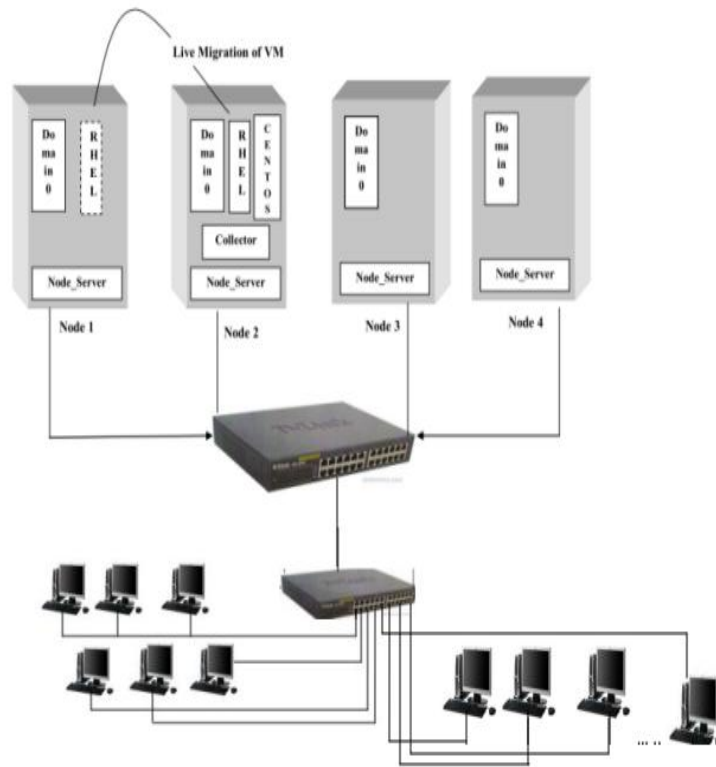 Live Migration of VM
Do
ma
in
0
R
H
E
L
Node_Server
Do
ma
in
0
R
H
E
L
C
E
N
T
O
S
Collector
Node_Server
Do
ma
in
0
Node_Server
Do
ma
in
0
Node_Server
Node 1
Node 2
Node 3
Node 4